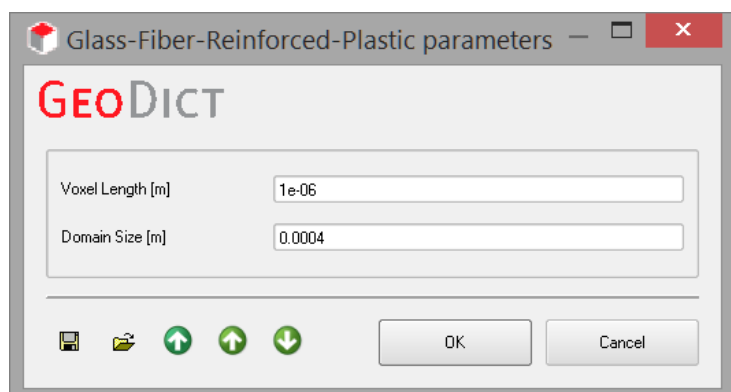 Glass-Fiber-Reinforced-Plastic parameters
GEODICT
Voxel Length [m] 1e-06
Domain Size [m] 0.0004
OK Cancel